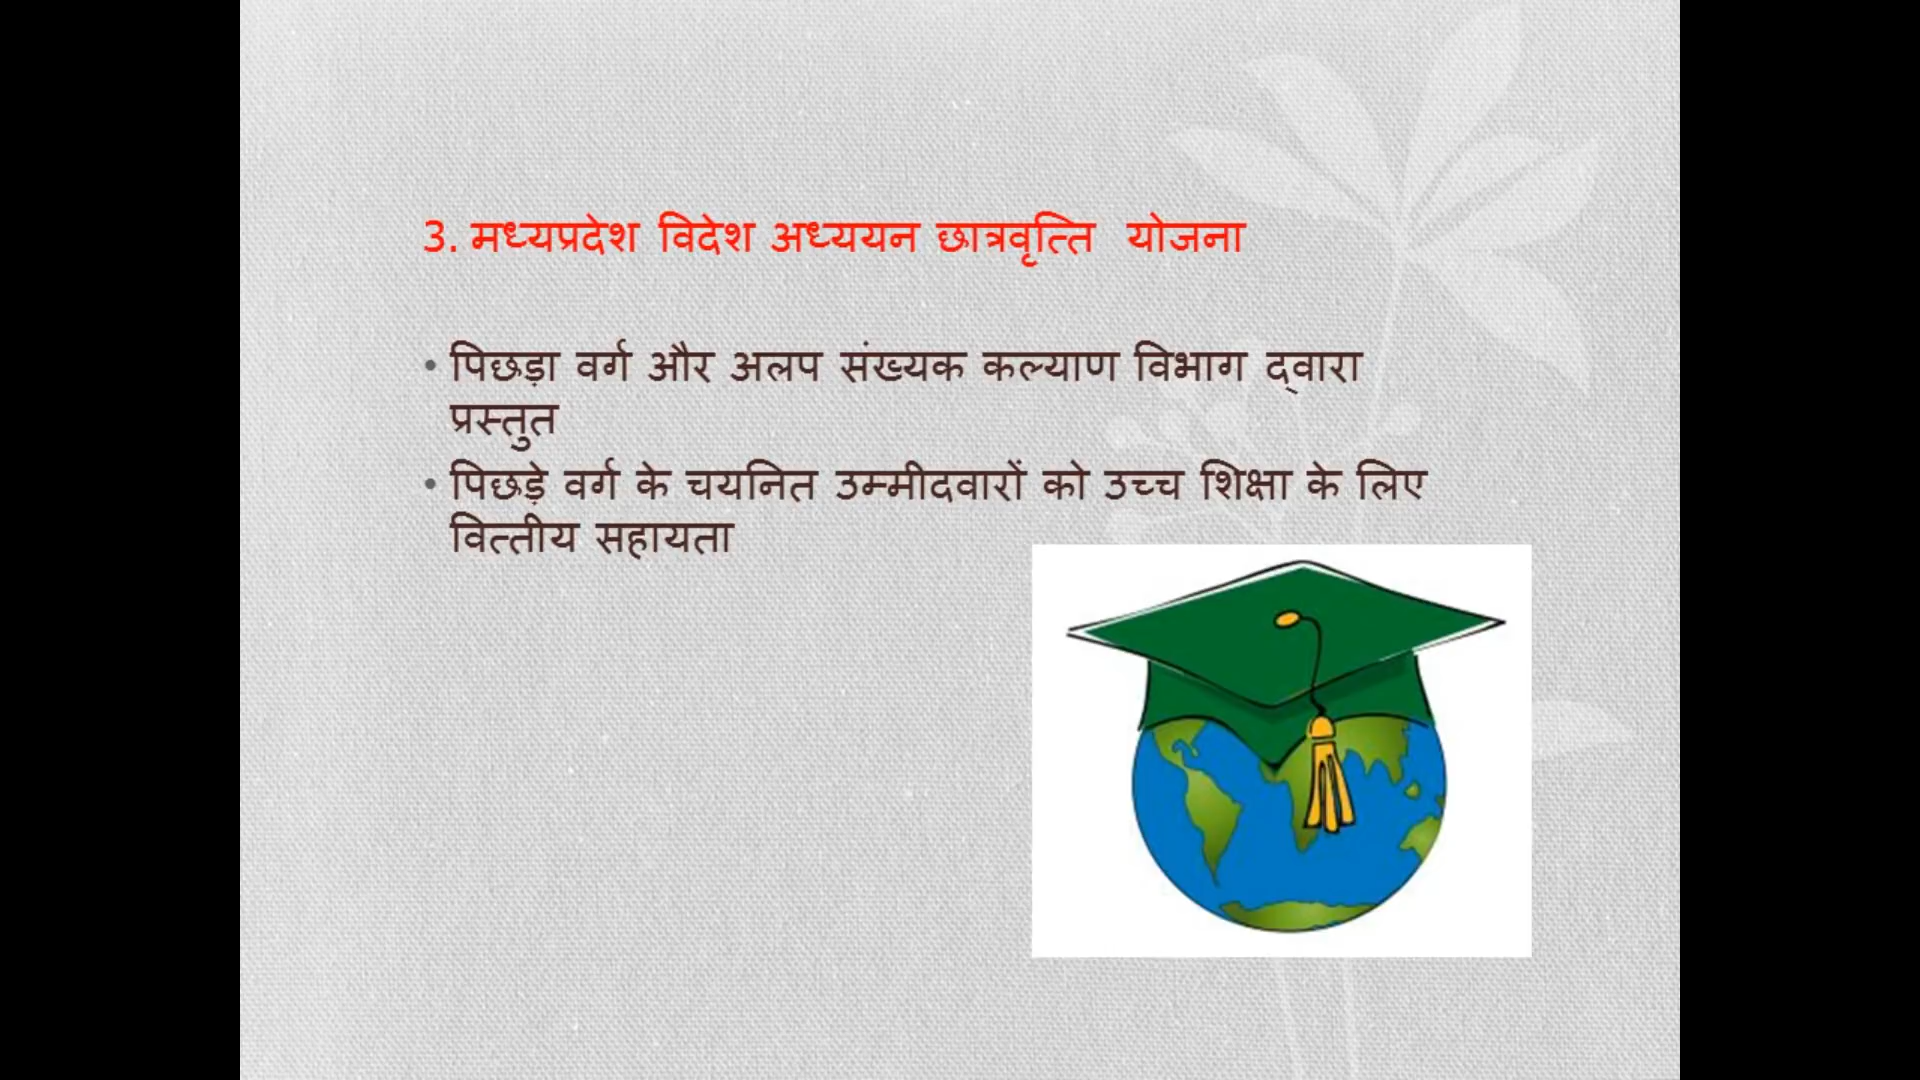 3. मध्यप्रदेश विदेश अध्ययन छात्रवृत्ति योजना
• पिछड़ा वर्ग और अलप संख्यक कल्याण विभाग द्वारा
प्रस्तुत
• पिछड़े वर्ग के चयनित उम्मीदवारों को उच्च शिक्षा के लिए
वित्तीय सहायता